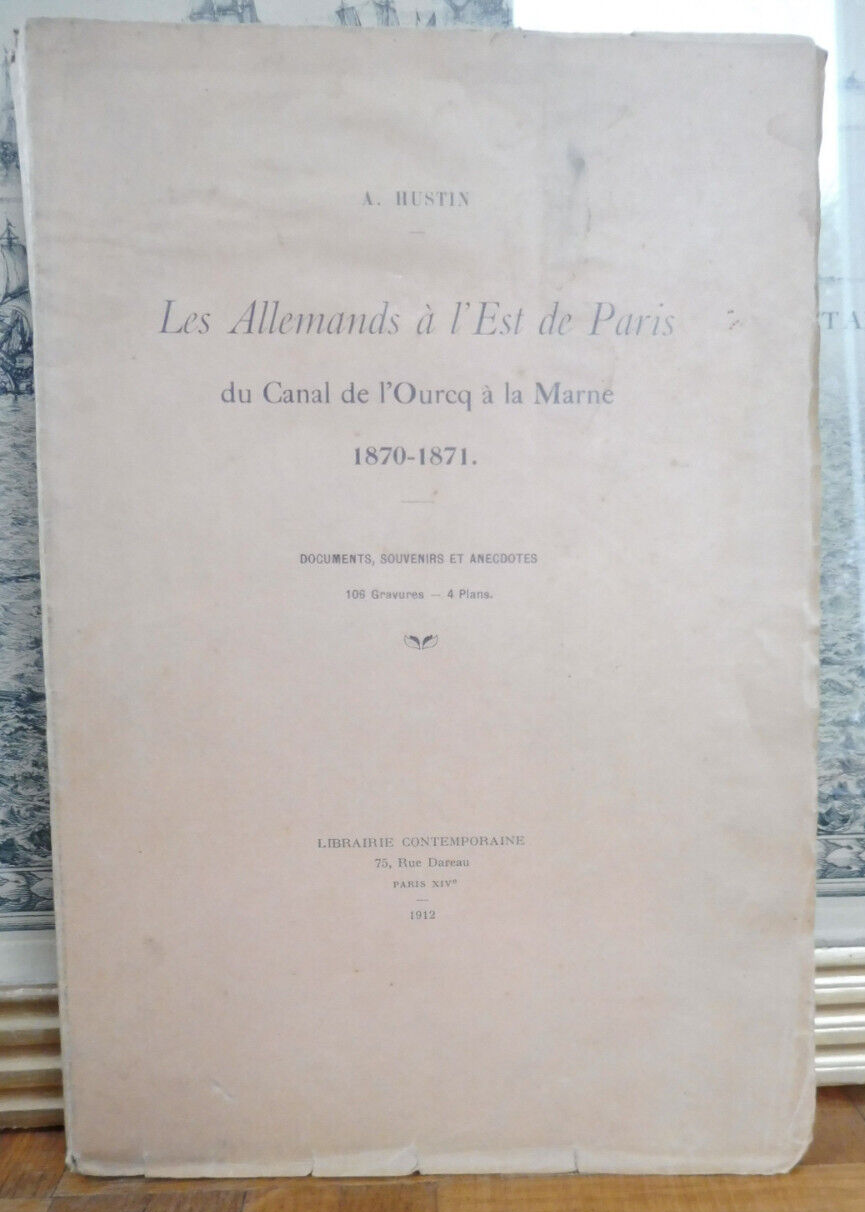 A. HUSTIN
Les Allemands à l'Est de Paris
du Canal de l'Ourcq à la Marne
1870-1871.
DOCUMENTS, SOUVENIRS ET ANECDOTES
106 Gravures — 4 Plans.
LIBRAIRIE CONTEMPORAINE
75, Rue Dareau
PARIS XIVe
1912
TA